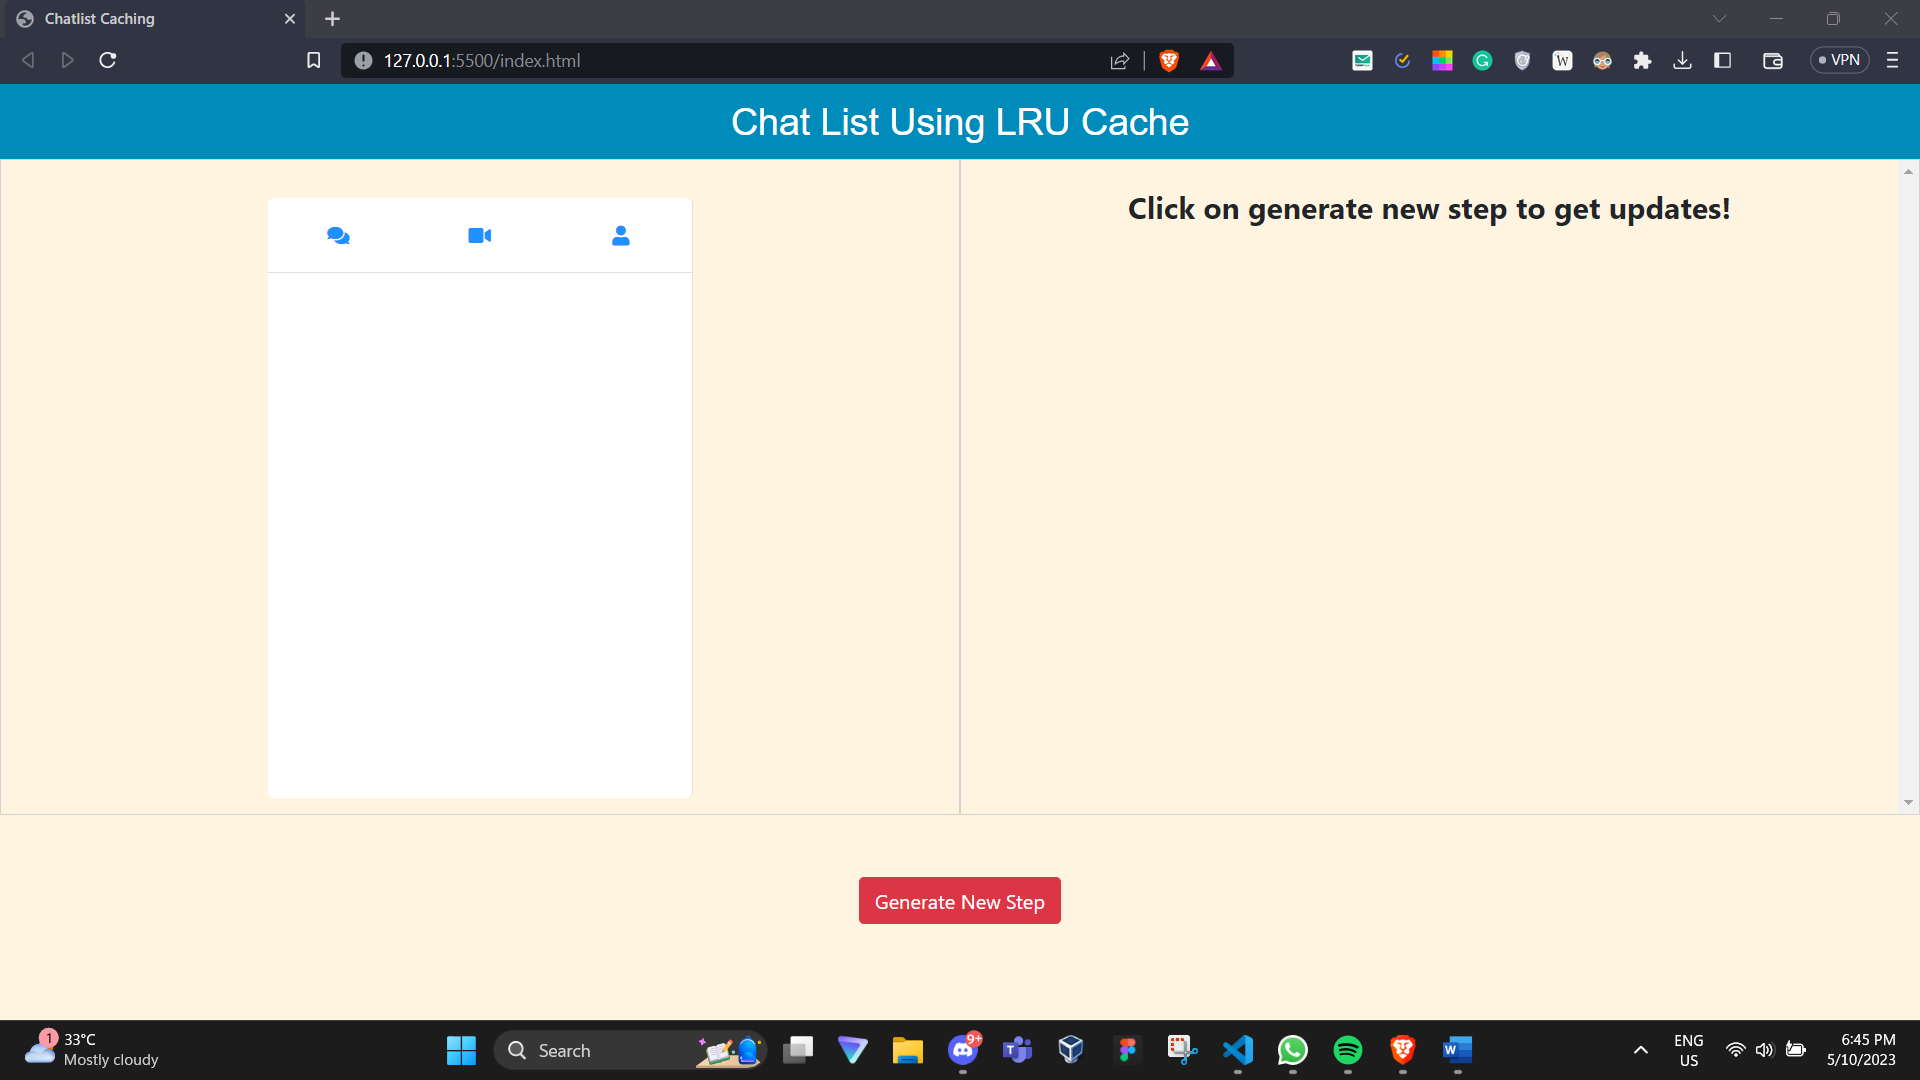 Chatlist Caching
127.0.0.1:5500/index.html
VPN
Chat List Using LRU Cache
Click on generate new step to get updates!
Generate New Step
1
33°C
Mostly cloudy
Search
9+
ENG
US
6:45 PM
5/10/2023